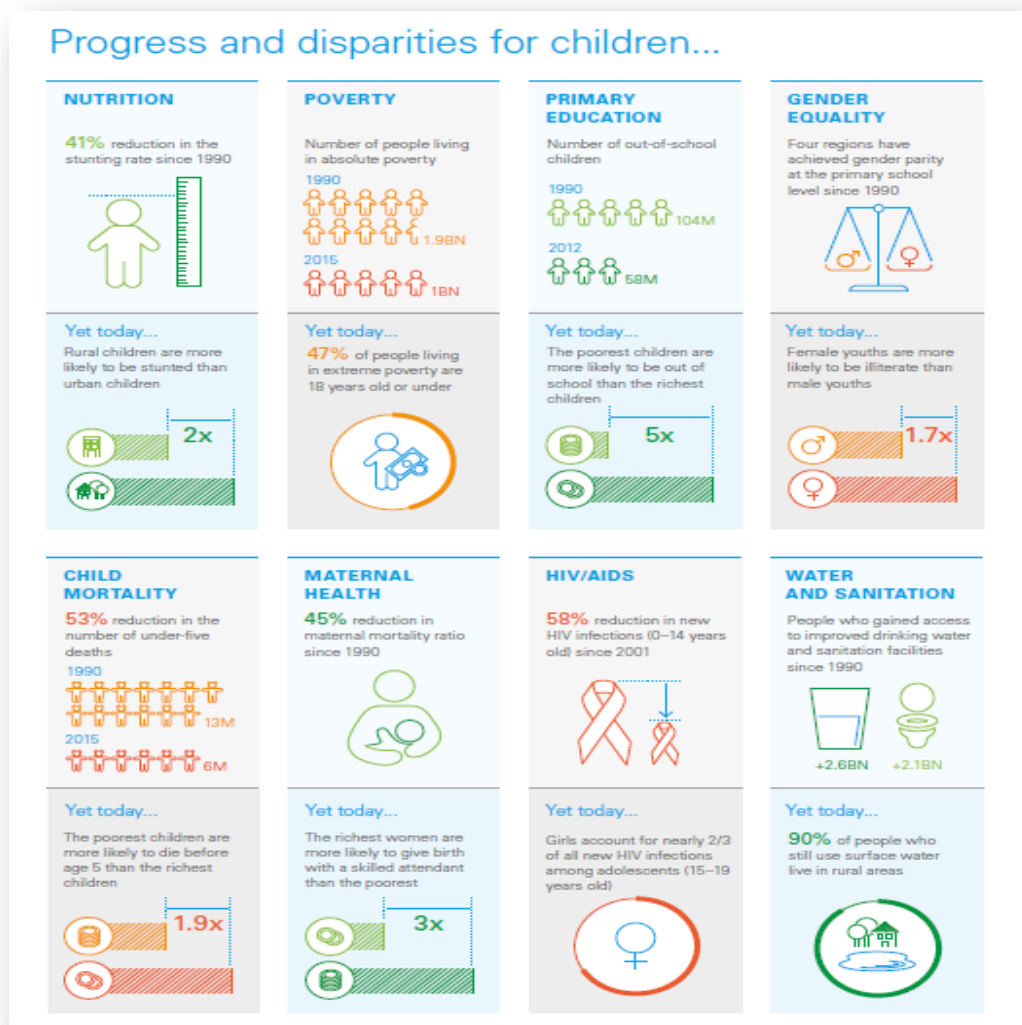 Progress and disparities for children...
NUTRITION
41% reduction in the
stunting rate since 1990
Yet today...
Rural children are more
likely to be stunted than
urban children
2x
POVERTY
Number of people living
in absolute poverty
1990
1.9BN
2015
1BN
Yet today...
47% of people living
in extreme poverty are
18 years old or under
PRIMARY
EDUCATION
Number of out-of-school
children
1990
104M
2012
58M
Yet today...
The poorest children are
more likely to be out of
school than the richest
children
5x
GENDER
EQUALITY
Four regions have
achieved gender parity
at the primary school
level since 1990
Yet today...
Female youths are more
likely to be illiterate than
male youths
1.7x
CHILD
MORTALITY
53% reduction in the
number of under-five
deaths
1990
13M
2015
6M
Yet today...
The poorest children are
more likely to die before
age 5 than the richest
children
1.9x
MATERNAL
HEALTH
45% reduction in
maternal mortality ratio
since 1990
Yet today...
The richest women are
more likely to give birth
with a skilled attendant
than the poorest
3x
HIV/AIDS
58% reduction in new
HIV infections (0–14 years
old) since 2001
Yet today...
Girls account for nearly 2/3
of all new HIV infections
among adolescents (15–19
years old)
WATER
AND SANITATION
People who gained access
to improved drinking water
and sanitation facilities
since 1990
+2.6BN +2.1BN
Yet today...
90% of people who
still use surface water
live in rural areas